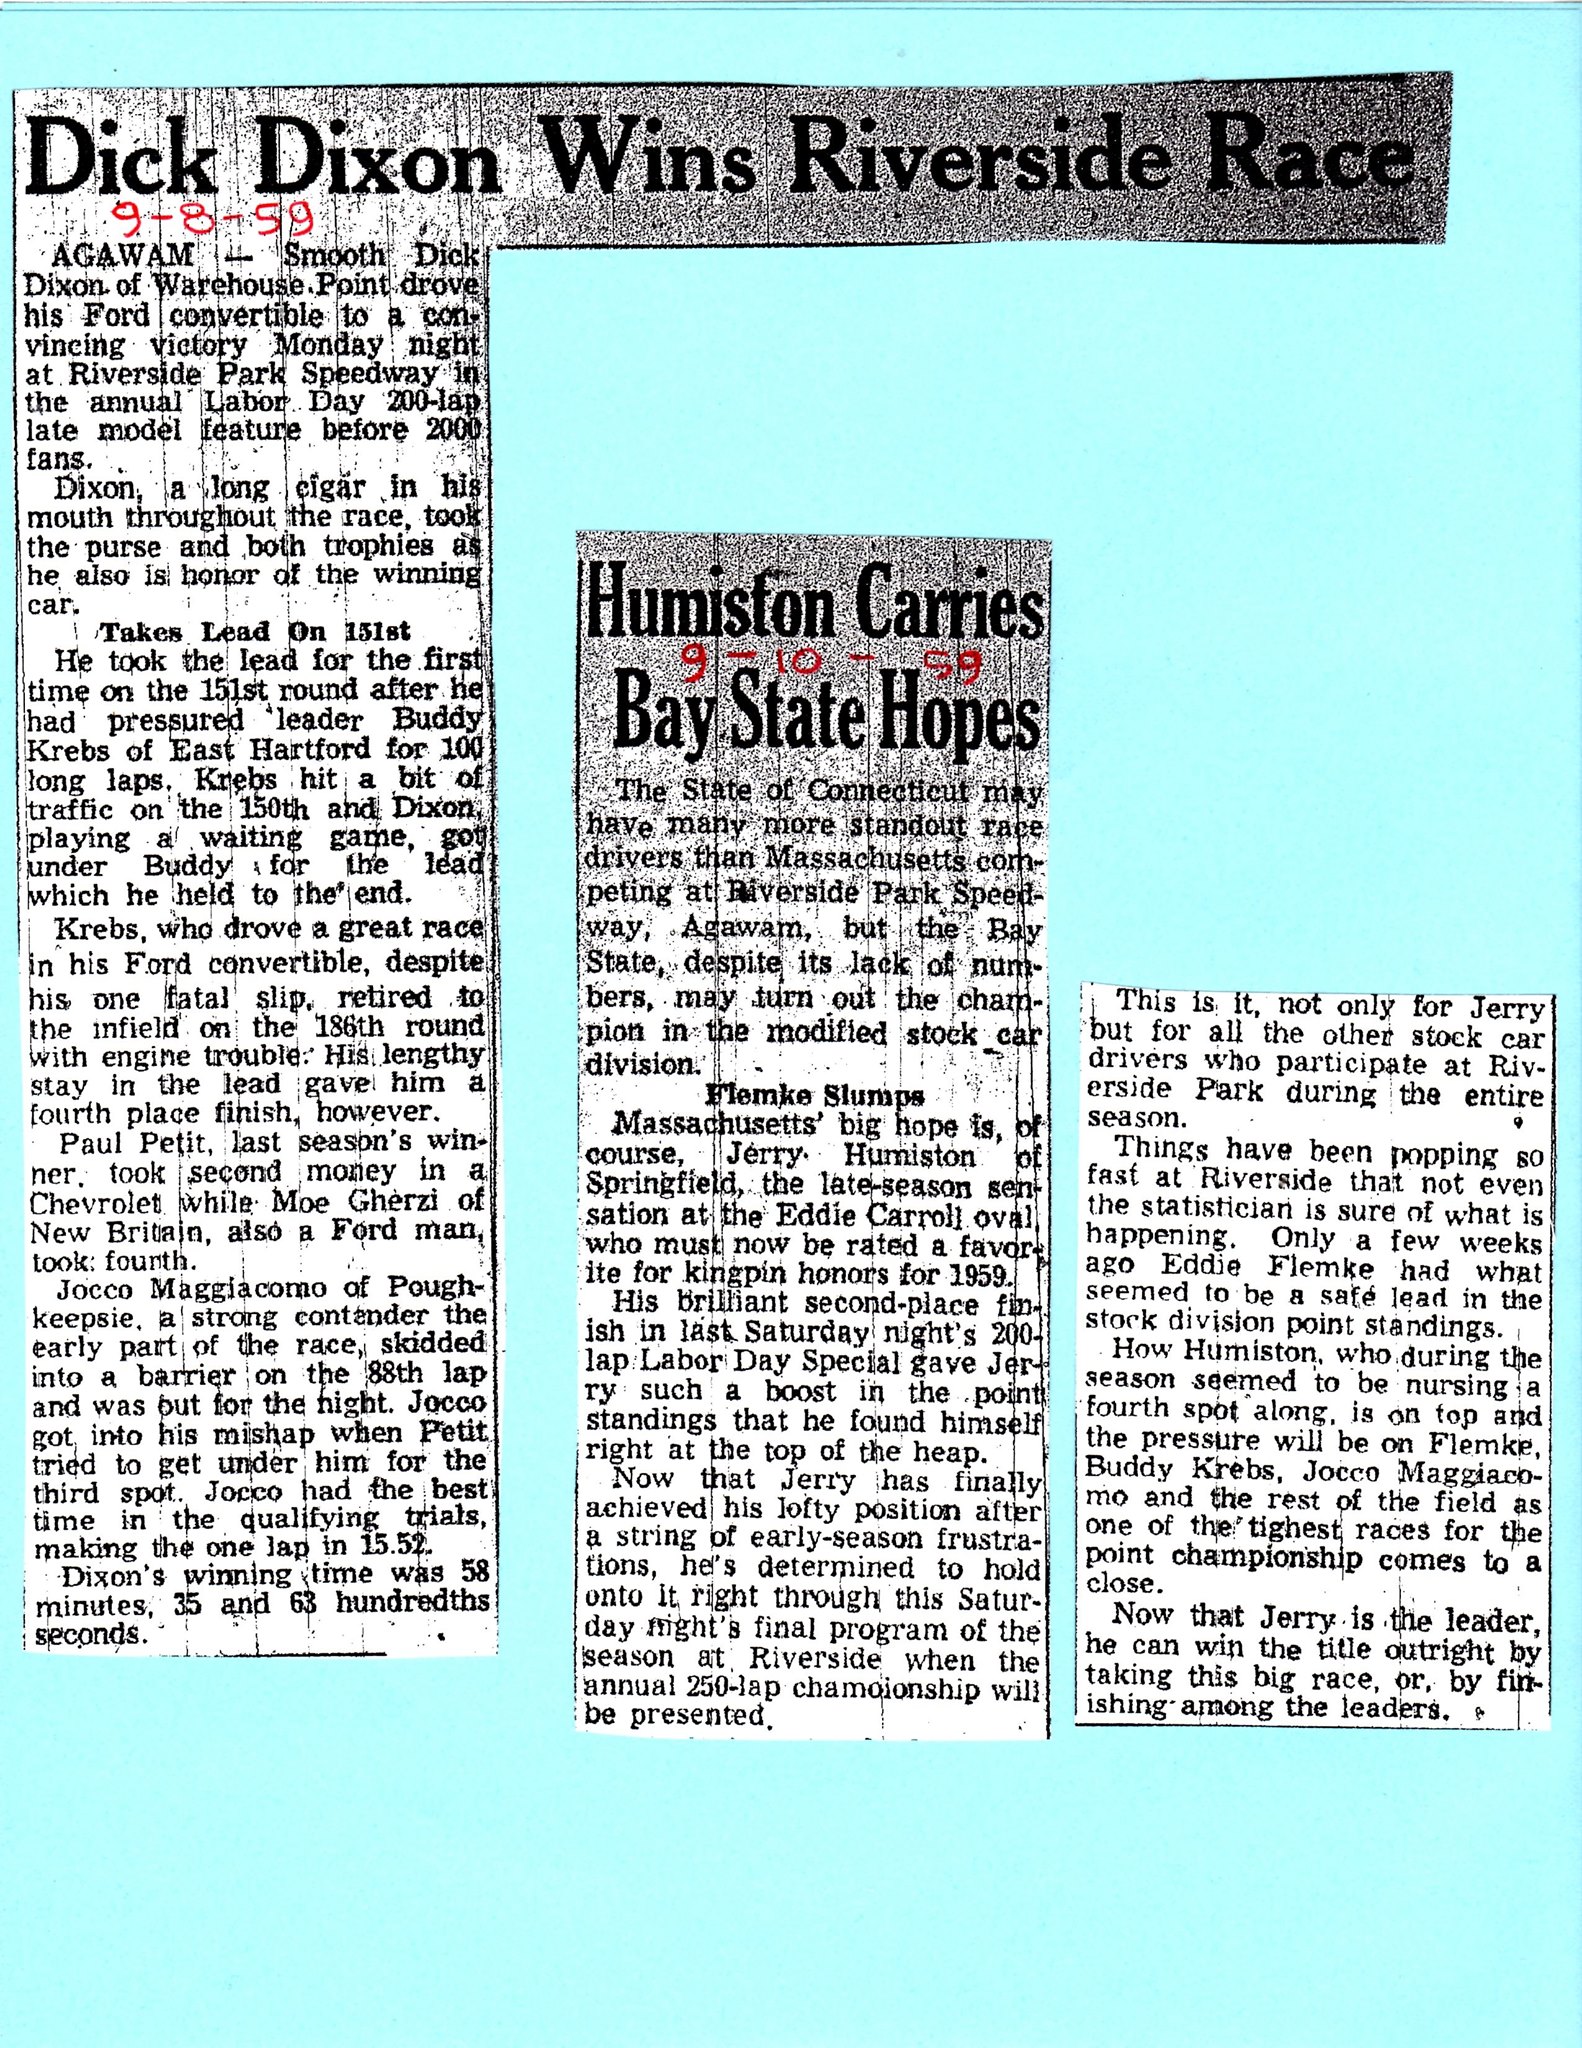 Dick Dixon Wins Riverside Race
9-8-59
AGAWAM — Smooth Dick
Dixon of Warehouse Point drove
his Ford convertible to a con-
vincing victory Monday night
at Riverside Park Speedway in
the annual Labor Day 200-lap
late model feature before 2000
fans.
Dixon, a long cigar in his
mouth throughout the race, took
the purse and both trophies as
he also is honor of the winning
car.
Takes Lead On 151st
He took the lead for the first
time on the 151st round after he
had pressured leader Buddy
Krebs of East Hartford for 100
long laps. Krebs hit a bit of
traffic on the 150th and Dixon,
playing a waiting game, got
under Buddy for the lead
which he held to the end.
Krebs, who drove a great race
in his Ford convertible, despite
his one fatal slip, retired to
the infield on the 186th round
with engine trouble. His lengthy
stay in the lead gave him a
fourth place finish, however.
Paul Petit, last season's win-
ner, took second money in a
Chevrolet while Moe Gherzi of
New Britain, also a Ford man,
took fourth.
Jocco Maggiacomo of Pough-
keepsie, a strong contender the
early part of the race, skidded
into a barrier on the 88th lap
and was out for the night. Jocco
got into his mishap when Petit
tried to get under him for the
third spot. Jocco had the best
time in the qualifying trials,
making the one lap in 15.52.
Dixon's winning time was 58
minutes, 35 and 63 hundredths
seconds.
Humiston Carries
9-10-59
Bay State Hopes
The State of Connecticut may
have many more standout race
drivers than Massachusetts com-
peting at Riverside Park Speed-
way, Agawam, but the Bay
State, despite its lack of num-
bers, may turn out the cham-
pion in the modified stock car
division.
Flemke Slumps
Massachusetts' big hope is, of
course, Jerry Humiston of
Springfield, the late-season sen-
sation at the Eddie Carroll oval,
who must now be rated a favor-
ite for kingpin honors for 1959.
His brilliant second-place fin-
ish in last Saturday night's 200-
lap Labor Day Special gave Jer-
ry such a boost in the point
standings that he found himself
right at the top of the heap.
Now that Jerry has finally
achieved his lofty position after
a string of early-season frustra-
tions, he's determined to hold
onto it right through this Satur-
day night's final program of the
season at Riverside when the
annual 250-lap chamoionship will
be presented.
This is it, not only for Jerry
but for all the other stock car
drivers who participate at Riv-
erside Park during the entire
season.
Things have been popping so
fast at Riverside that not even
the statistician is sure of what is
happening. Only a few weeks
ago Eddie Flemke had what
seemed to be a safe lead in the
stock division point standings.
How Humiston, who during the
season seemed to be nursing a
fourth spot along, is on top and
the pressure will be on Flemke,
Buddy Krebs, Jocco Maggiaco-
mo and the rest of the field as
one of the tighest races for the
point championship comes to a
close.
Now that Jerry is the leader,
he can win the title outright by
taking this big race, or, by fin-
ishing among the leaders.